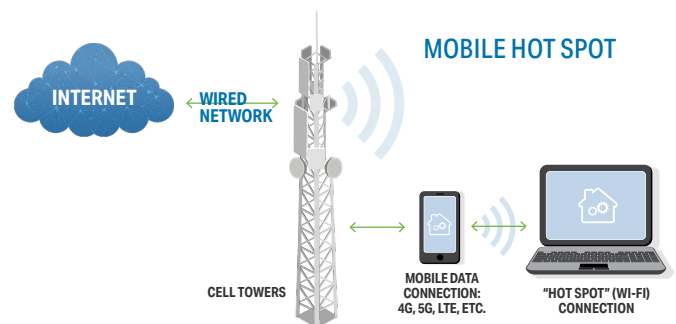 MOBILE HOT SPOT
INTERNET
WIRED
NETWORK
CELL TOWERS
MOBILE DATA
CONNECTION:
4G, 5G, LTE, ETC.
"HOT SPOT" (WI-FI)
CONNECTION